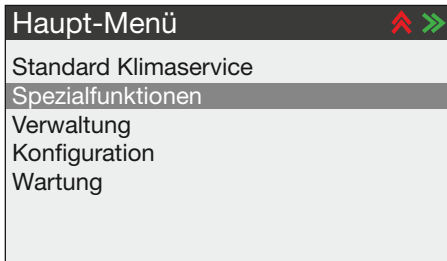 Haupt-Menü
Standard Klimaservice
Spezialfunktionen
Verwaltung
Konfiguration
Wartung